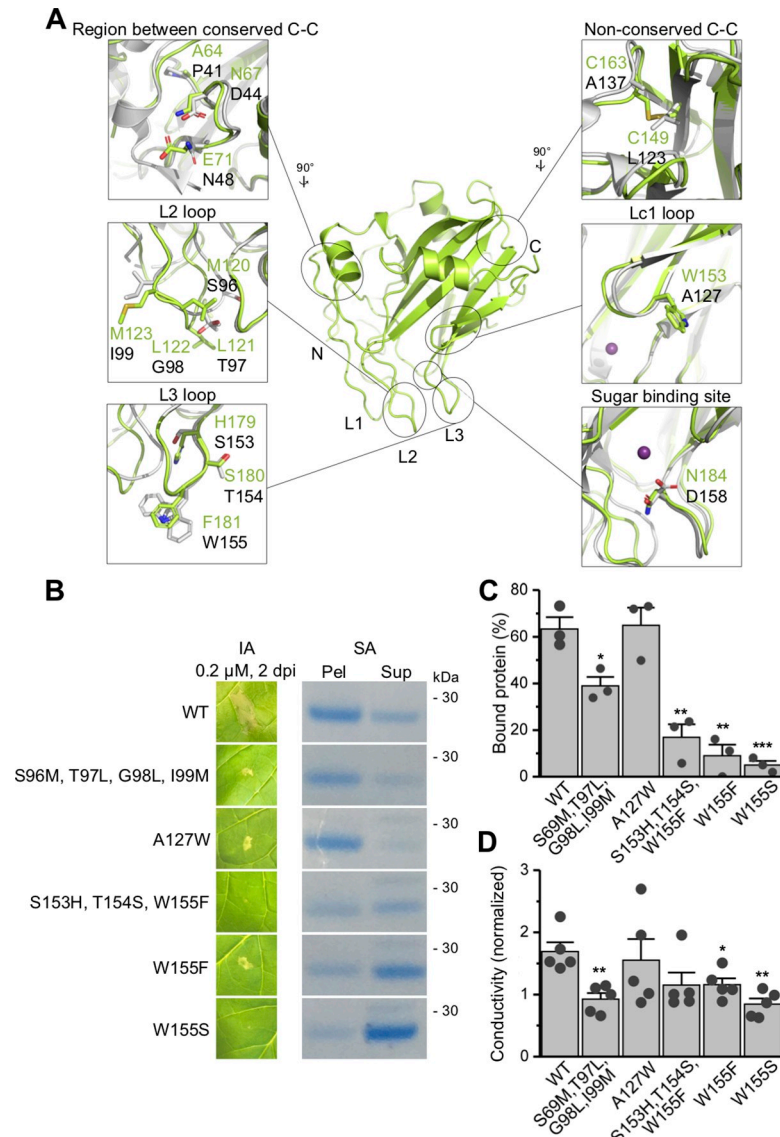 A
Region between conserved C-C
A64
P41
N67
D44
E71
N48
L2 loop
M120
S96
M123
I99
L122
G98
L121
T97
L3 loop
H179
S153
S180
T154
F181
W155
90°
90°
N
C
L1
L2
L3
Non-conserved C-C
C163
A137
C149
L123
Lc1 loop
W153
A127
Sugar binding site
N184
D158
B
IA
0.2 µM, 2 dpi
SA
Pel Sup
kDa
WT
- 30
S96M, T97L, G98L, I99M
- 30
A127W
- 30
S153H, T154S, W155F
- 30
W155F
- 30
W155S
- 30
C
Bound protein (%)
80
60
40
20
0
*
**
**
***
WT
S69M,T97L,
G98L,I99M
A127W
S153H,T154S,
W155F
W155F
W155S
D
Conductivity (normalized)
3
2
1
0
**
*
**
WT
S69M,T97L,
G98L,I99M
A127W
S153H,T154S,
W155F
W155F
W155S